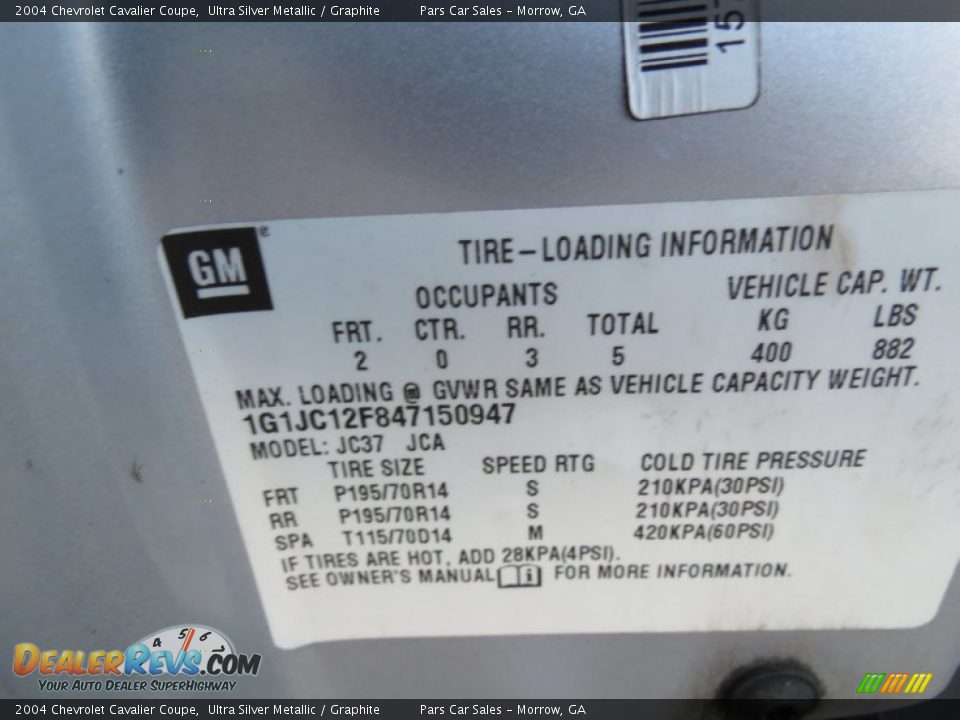 2004 Chevrolet Cavalier Coupe, Ultra Silver Metallic / Graphite Pars Car Sales - Morrow, GA
157
GM®
TIRE-LOADING INFORMATION
OCCUPANTS VEHICLE CAP. WT.
FRT. CTR. RR. TOTAL KG LBS
2 0 3 5 400 882
MAX. LOADING @ GVWR SAME AS VEHICLE CAPACITY WEIGHT.
1G1JC12F847150947
MODEL: JC37 JCA
TIRE SIZE SPEED RTG COLD TIRE PRESSURE
FRT P195/70R14 S 210KPA(30PSI)
RR P195/70R14 S 210KPA(30PSI)
SPA T115/70D14 M 420KPA(60PSI)
IF TIRES ARE HOT, ADD 28KPA(4PSI).
SEE OWNER'S MANUAL i FOR MORE INFORMATION.
4 5 6 7
DEALERREVS.COM
YOUR AUTO DEALER SUPERHIGHWAY
2004 Chevrolet Cavalier Coupe, Ultra Silver Metallic / Graphite Pars Car Sales - Morrow, GA